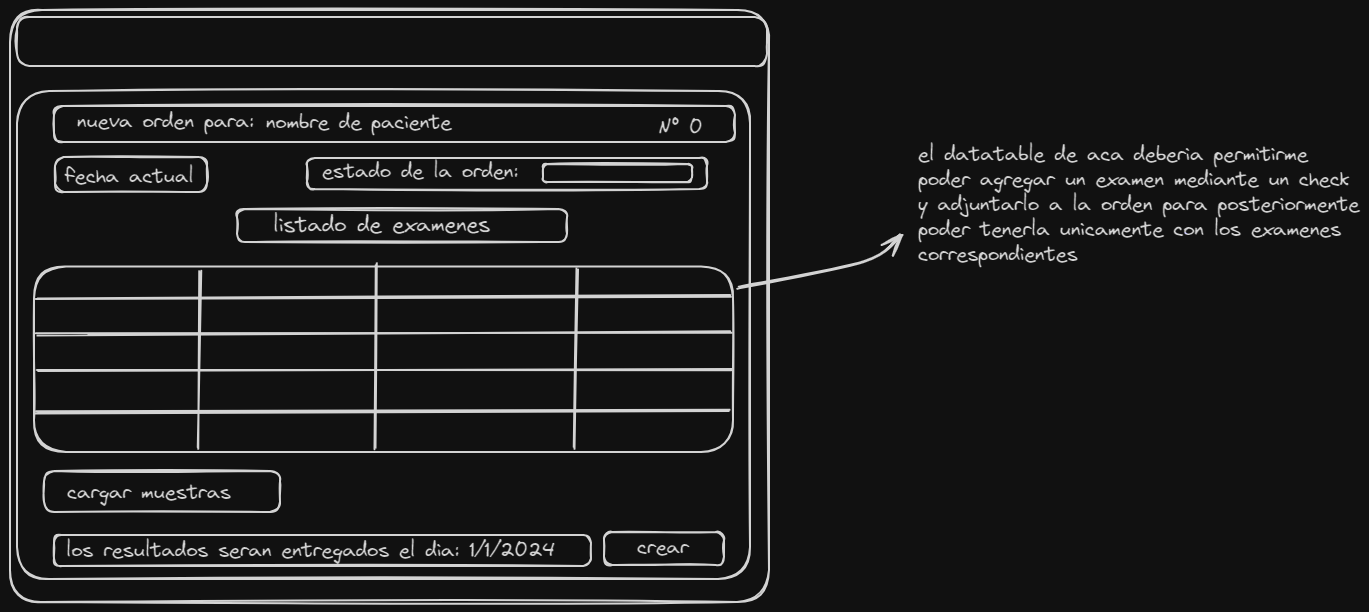 nueva orden para: nombre de paciente N° 0
fecha actual
estado de la orden:
listado de examenes
el datatable de aca deberia permitirme
poder agregar un examen mediante un check
y adjuntarlo a la orden para posteriormente
poder tenerla unicamente con los examenes
correspondientes
cargar muestras
los resultados seran entregados el dia: 1/1/2024
crear